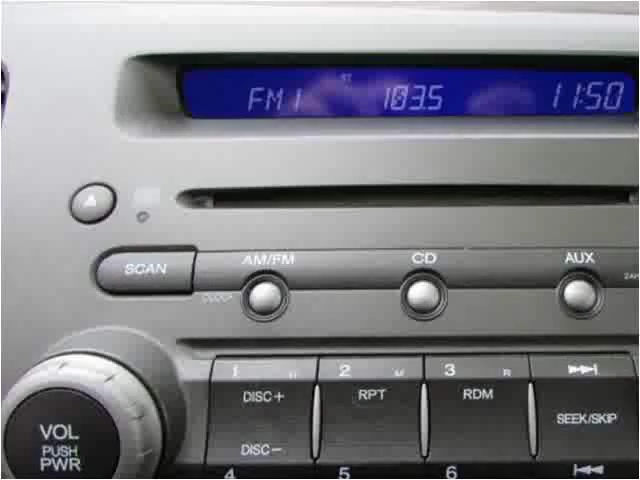 ST
FM1 103.5 11:50
SCAN AM/FM CD AUX
CLOCK
1 H 2 M 3 R
DISC+ RPT RDM
SEEK/SKIP
DISC-
VOL
PUSH
PWR
4 5 6